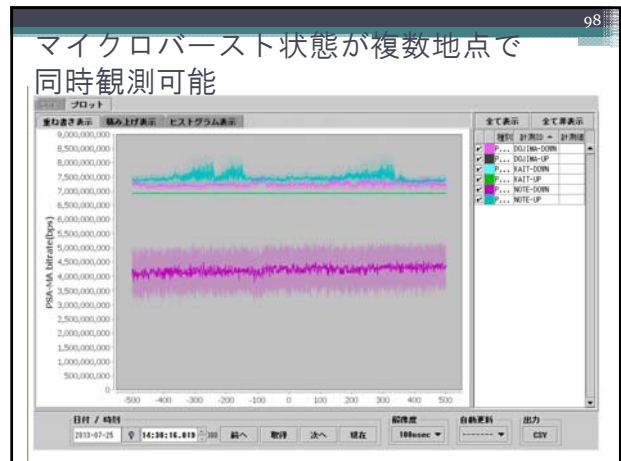 98
マイクロバースト状態が複数地点で
同時観測可能
プロット
重ね書き表示 積み上げ表示 ヒストグラム表示
全て表示 全て非表示
種別 計測ID 計測値
P... DOJIMA-DOWN
P... DOJIMA-UP
P... KAIT-DOWN
P... KAIT-UP
P... NOTE-DOWN
P... NOTE-UP
PSA-MA bitrate(bps)
9,000,000,000
8,500,000,000
8,000,000,000
7,500,000,000
7,000,000,000
6,500,000,000
6,000,000,000
5,500,000,000
5,000,000,000
4,500,000,000
4,000,000,000
3,500,000,000
3,000,000,000
2,500,000,000
2,000,000,000
1,500,000,000
1,000,000,000
500,000,000
0
-500 -400 -300 -200 -100 0 100 200 300 400 500
日付 / 時刻 解像度 自動更新 出力
2013-07-25 14:38:16.019 前へ 取得 次へ 現在 100usec ------- CSV